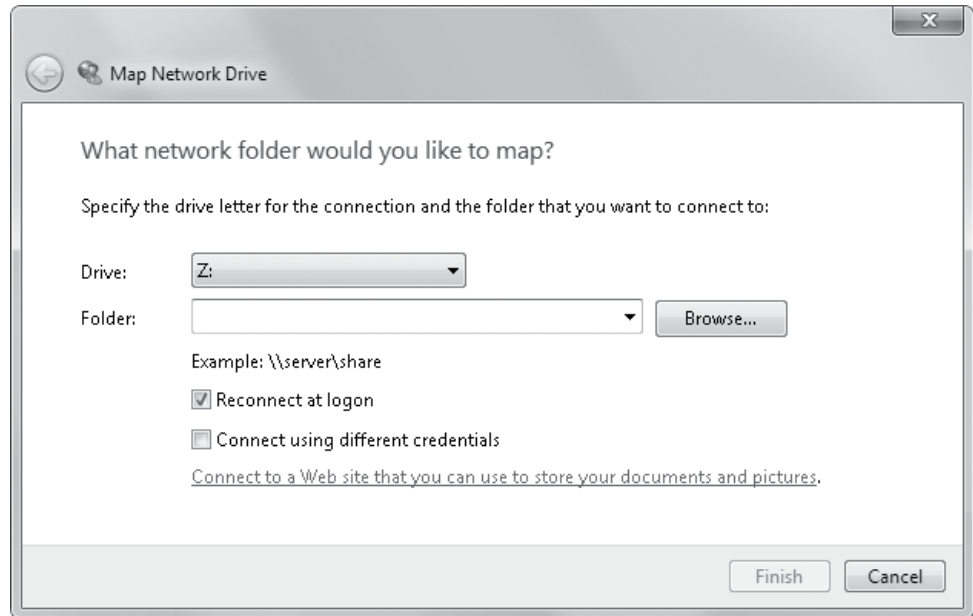 Map Network Drive
What network folder would you like to map?
Specify the drive letter for the connection and the folder that you want to connect to:
Drive: Z:
Folder: Browse...
Example: \\server\share
Reconnect at logon
Connect using different credentials
Connect to a Web site that you can use to store your documents and pictures.
Finish Cancel